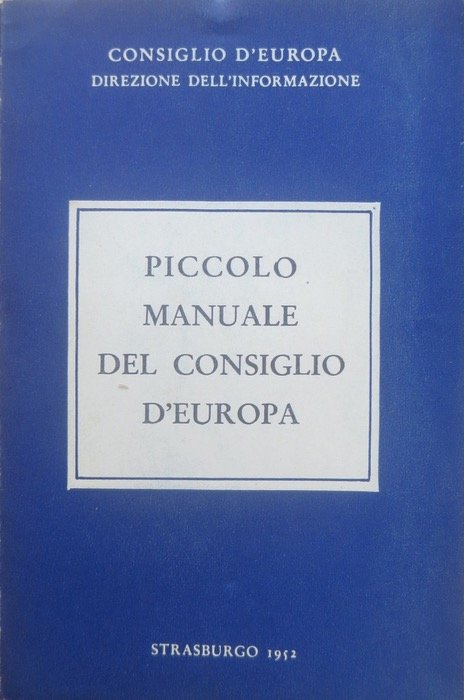 CONSIGLIO D'EUROPA
DIREZIONE DELL'INFORMAZIONE
PICCOLO
MANUALE
DEL CONSIGLIO
D'EUROPA
STRASBURGO 1952